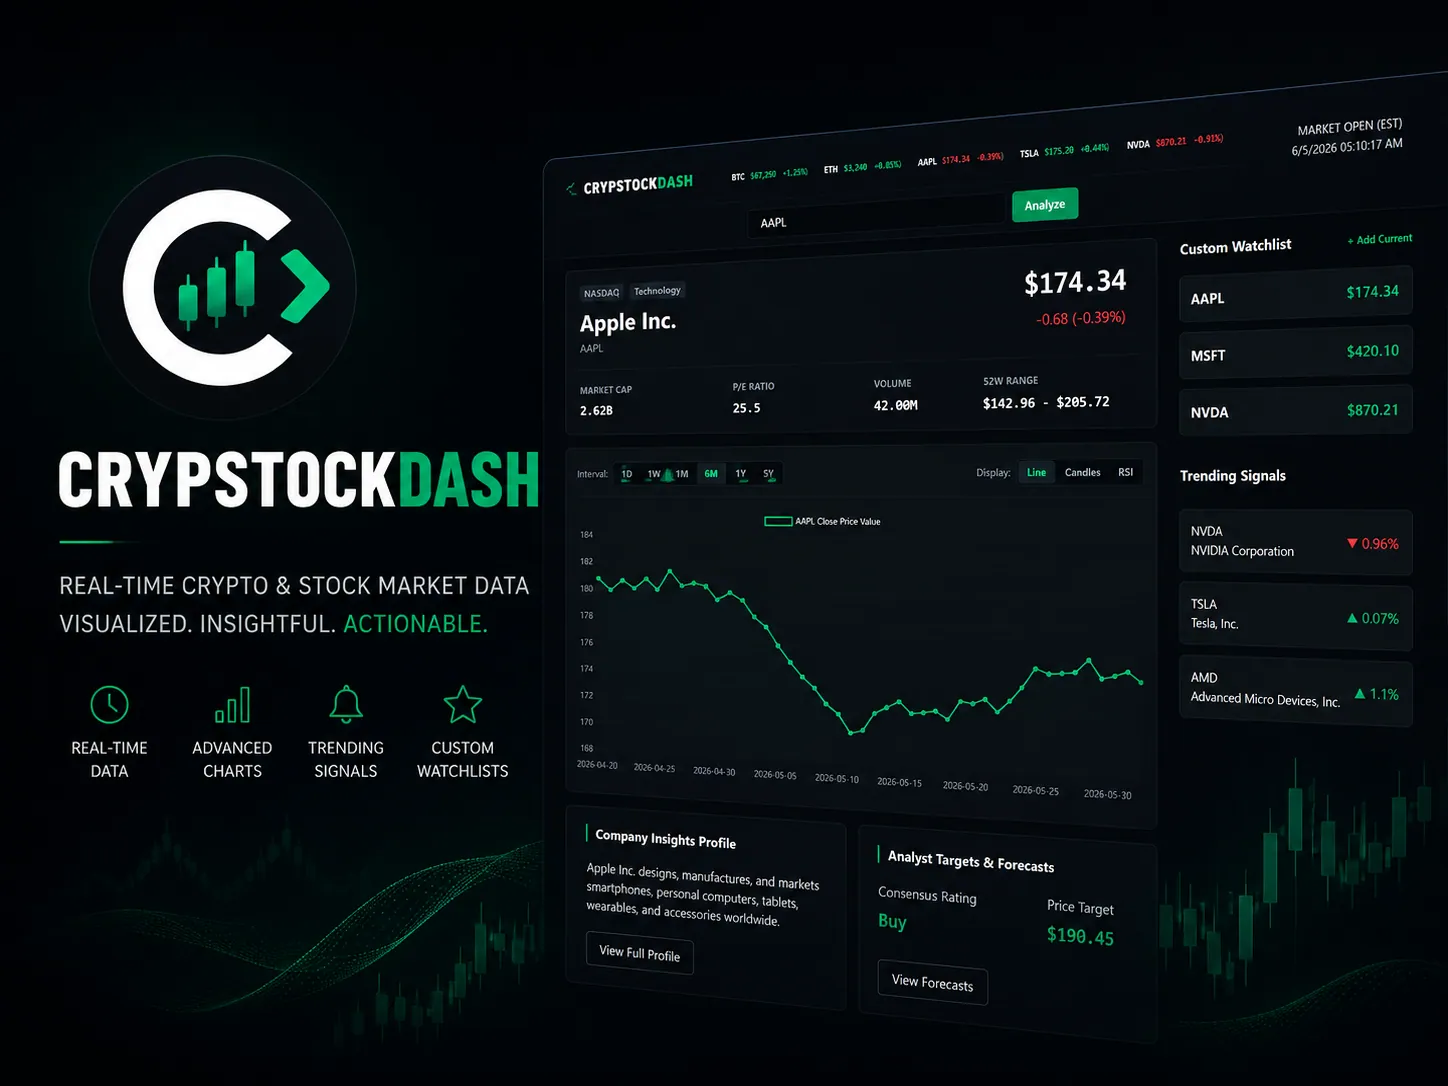 CRYPSTOCKDASH
REAL-TIME CRYPTO & STOCK MARKET DATA
VISUALIZED. INSIGHTFUL. ACTIONABLE.
REAL-TIME
DATA
ADVANCED
CHARTS
TRENDING
SIGNALS
CUSTOM
WATCHLISTS
CRYPSTOCKDASH
BTC $67,250 +1.25%)
ETH $3,240 +0.85%)
AAPL $174.34 -0.39%)
TSLA $175.20 +0.44%)
NVDA $870.21 -0.91%)
MARKET OPEN (EST)
6/5/2026 05:10:17 AM
AAPL
Analyze
NASDAQ Technology
Apple Inc.
AAPL
$174.34
-0.68 (-0.39%)
MARKET CAP
2.62B
P/E RATIO
25.5
VOLUME
42.00M
52W RANGE
$142.96 - $205.72
Interval: 1D 1W 1M 6M 1Y 5Y
Display: Line Candles RSI
AAPL Close Price Value
184
182
180
178
176
174
172
170
168
2026-04-20 2026-04-25 2026-04-30 2026-05-05 2026-05-10 2026-05-15 2026-05-20 2026-05-25 2026-05-30
Company Insights Profile
Apple Inc. designs, manufactures, and markets
smartphones, personal computers, tablets,
wearables, and accessories worldwide.
View Full Profile
Analyst Targets & Forecasts
Consensus Rating
Buy
Price Target
$190.45
View Forecasts
Custom Watchlist
+ Add Current
AAPL $174.34
MSFT $420.10
NVDA $870.21
Trending Signals
NVDA
NVIDIA Corporation
▼ 0.96%
TSLA
Tesla, Inc.
▲ 0.07%
AMD
Advanced Micro Devices, Inc.
▲ 1.1%